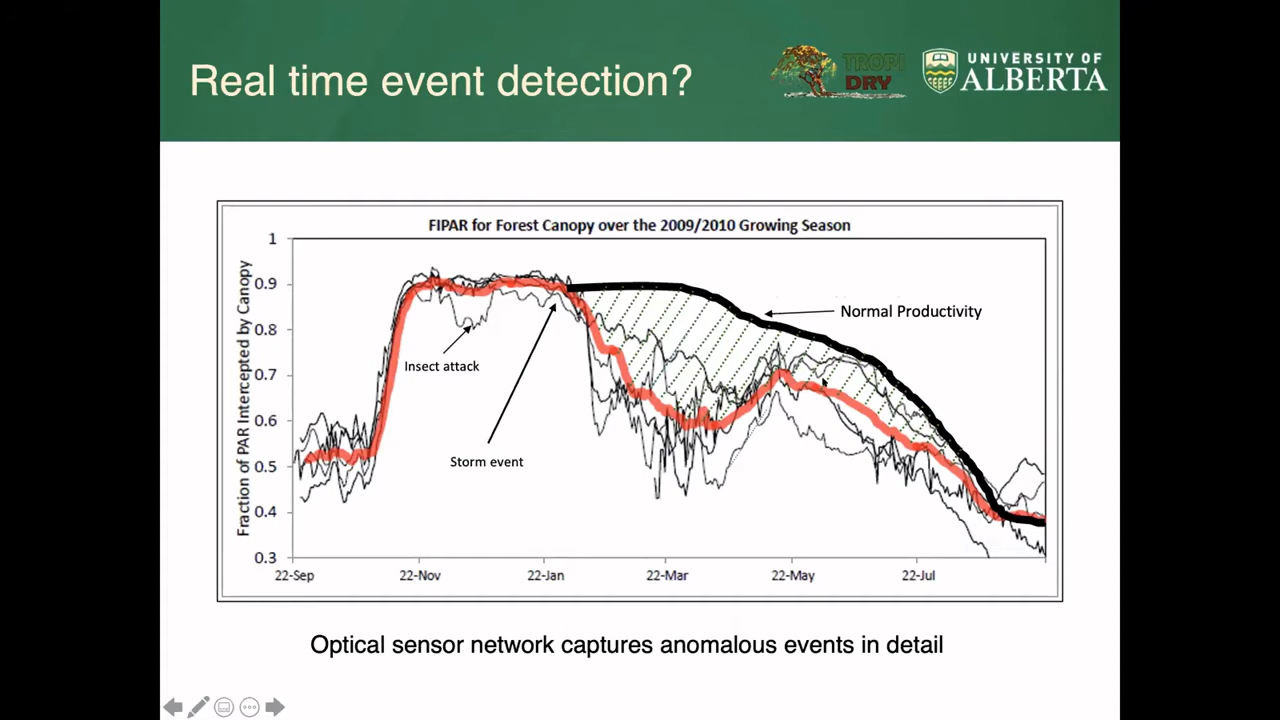 Real time event detection?
TROPI
DRY
UNIVERSITY OF
ALBERTA
FIPAR for Forest Canopy over the 2009/2010 Growing Season
Fraction of PAR Intercepted by Canopy
1
0.9
0.8
0.7
0.6
0.5
0.4
0.3
Normal Productivity
Insect attack
Storm event
22-Sep
22-Nov
22-Jan
22-Mar
22-May
22-Jul
Optical sensor network captures anomalous events in detail